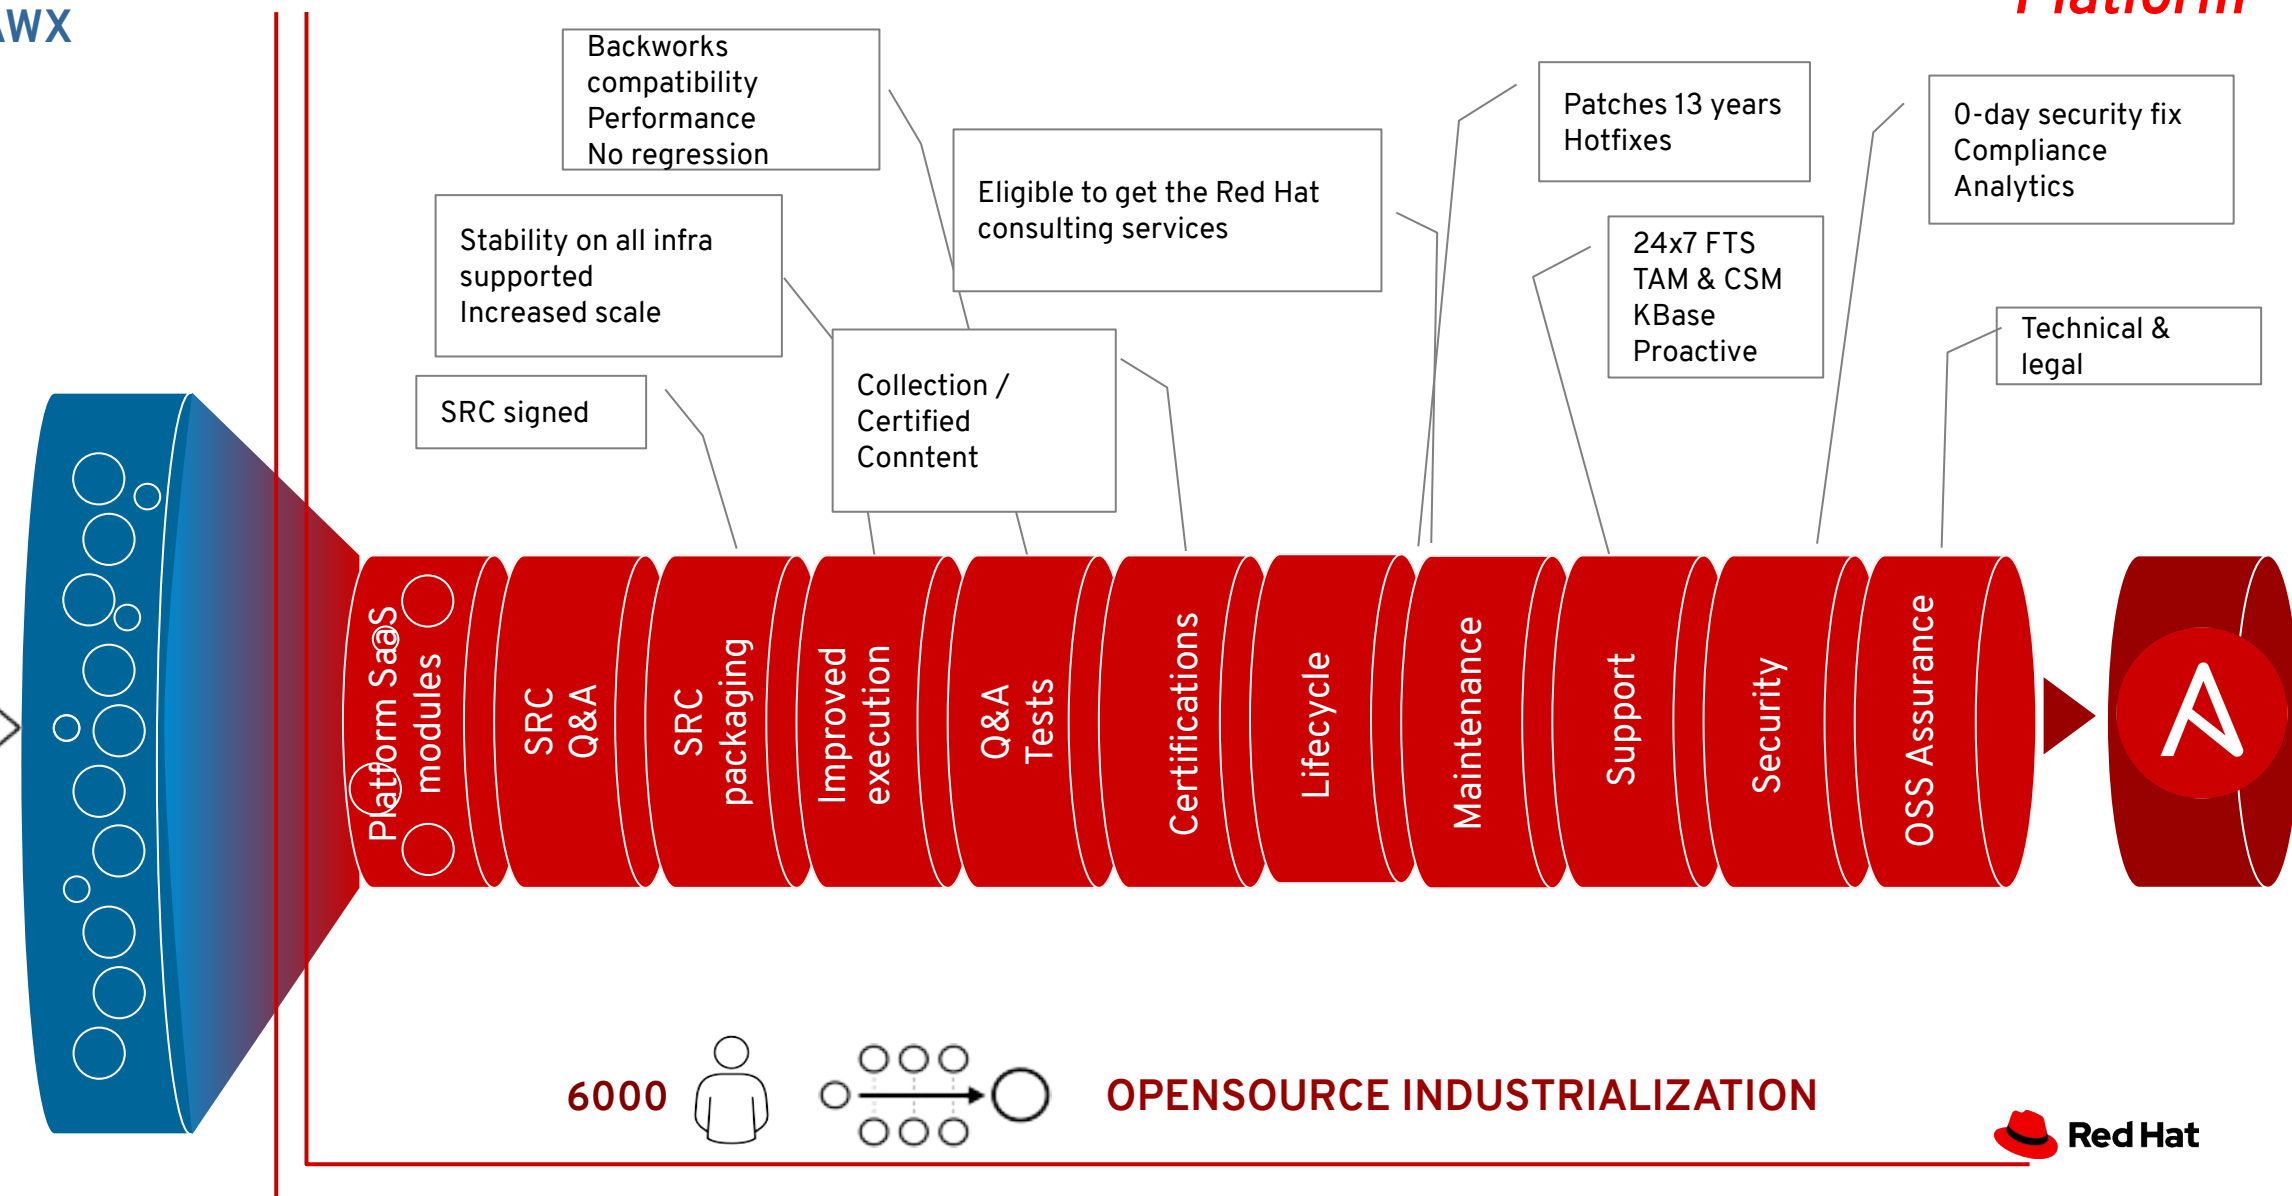 AWX
Platform
Backworks
compatibility
Performance
No regression
Patches 13 years
Hotfixes
0-day security fix
Compliance
Analytics
Eligible to get the Red Hat
consulting services
Stability on all infra
supported
Increased scale
24x7 FTS
TAM & CSM
KBase
Proactive
Technical &
legal
SRC signed
Collection /
Certified
Conntent
Platform SaaS
modules
SRC
Q&A
SRC
packaging
Improved
execution
Q&A
Tests
Certifications
Lifecycle
Maintenance
Support
Security
OSS Assurance
6000
OPENSOURCE INDUSTRIALIZATION
Red Hat